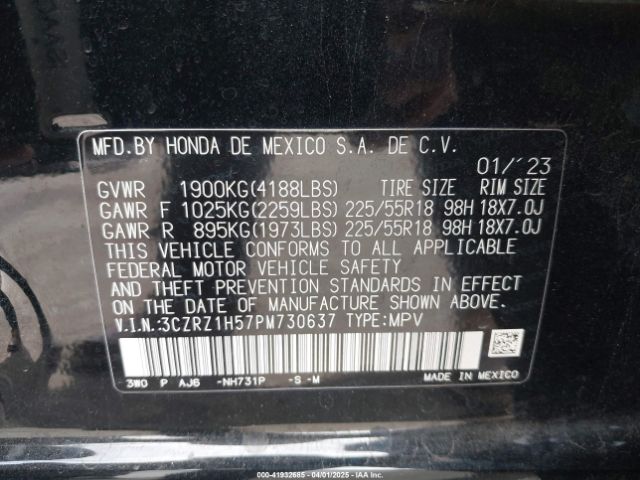 MFD.BY HONDA DE MEXICO S.A. DE C.V.
01/'23
GVWR 1900KG(4188LBS) TIRE SIZE RIM SIZE
GAWR F 1025KG(2259LBS) 225/55R18 98H 18X7.0J
GAWR R 895KG(1973LBS) 225/55R18 98H 18X7.0J
THIS VEHICLE CONFORMS TO ALL APPLICABLE
FEDERAL MOTOR VEHICLE SAFETY
AND THEFT PREVENTION STANDARDS IN EFFECT
ON THE DATE OF MANUFACTURE SHOWN ABOVE.
V.I.N.:3CZRZ1H57PM730637 TYPE:MPV
3W0 P AJ6 -NH731P -S -M
MADE IN MEXICO
000-41932685 - 04/01/2025 - IAAI.COM